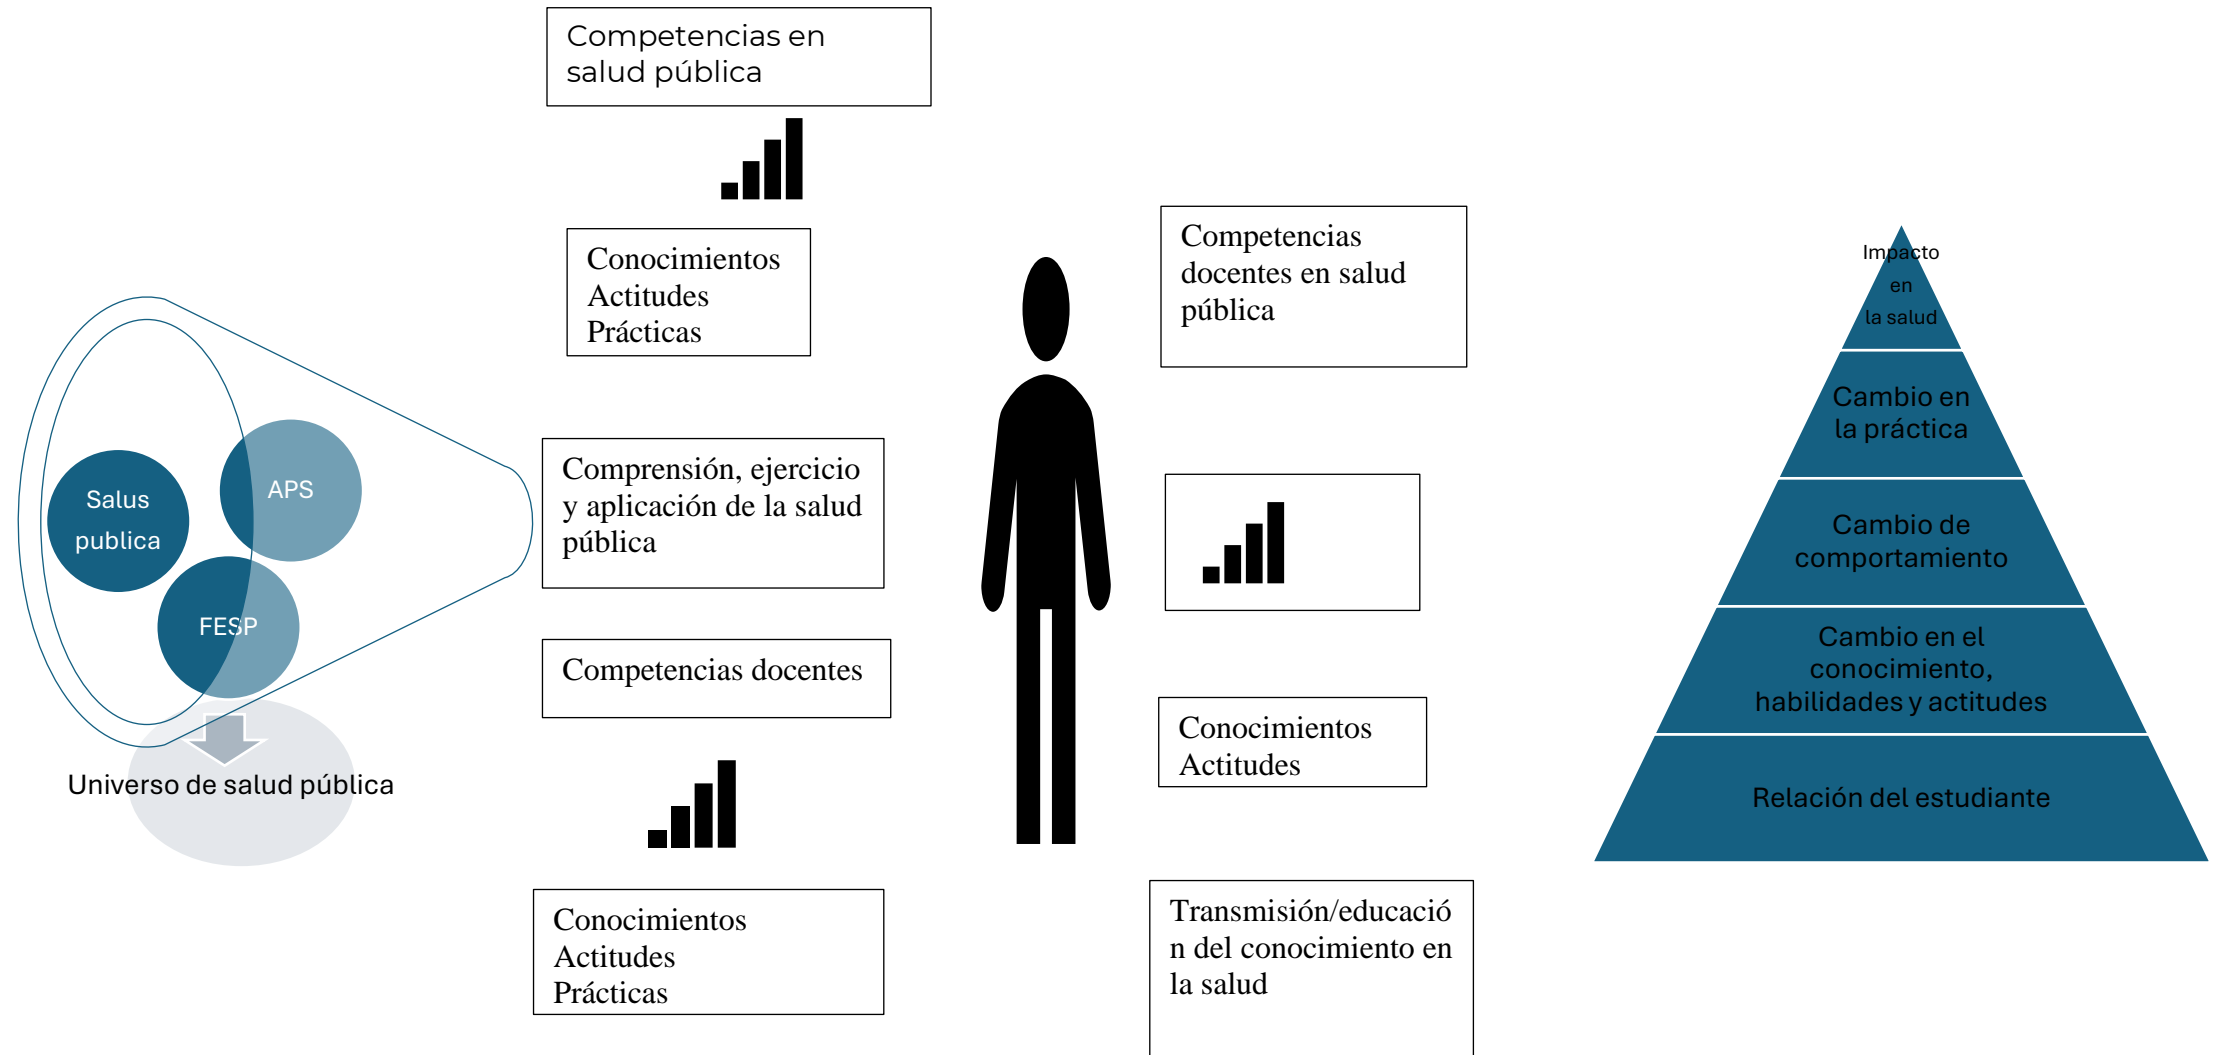 Competencias en
salud pública
Conocimientos
Actitudes
Prácticas
Salus
publica
APS
FESP
Universo de salud pública
Comprensión, ejercicio
y aplicación de la salud
pública
Competencias docentes
Conocimientos
Actitudes
Prácticas
Competencias
docentes en salud
pública
Conocimientos
Actitudes
Transmisión/educació
n del conocimiento en
la salud
Impacto
en
la salud
Cambio en
la práctica
Cambio de
comportamiento
Cambio en el
conocimiento,
habilidades y actitudes
Relación del estudiante